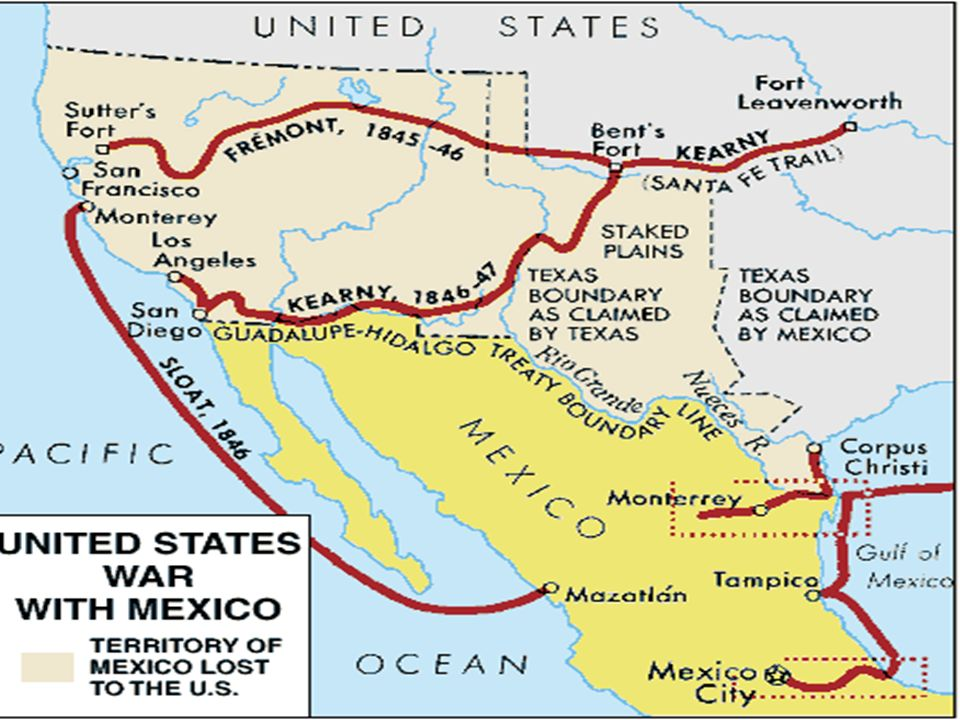 UNITED STATES
Fort
Leavenworth
Sutter's
Fort
FRÉMONT, 1845-46
Bent's
Fort
KEARNY
(SANTA FE TRAIL)
San
Francisco
Monterey
Los
Angeles
STAKED
PLAINS
KEARNY, 1846-47
TEXAS
BOUNDARY
AS CLAIMED
BY TEXAS
TEXAS
BOUNDARY
AS CLAIMED
BY MEXICO
San
Diego
GUADALUPE-HIDALGO TREATY BOUNDARY LINE
Rio Grande
Nueces R.
SLOAT, 1846
MEXICO
PACIFIC
OCEAN
Corpus
Christi
Monterrey
Gulf of
Mexico
Tampico
Mazatlán
Mexico
City
UNITED STATES
WAR
WITH MEXICO
TERRITORY OF
MEXICO LOST
TO THE U.S.